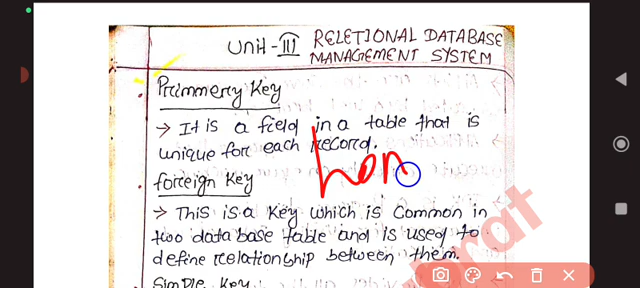 Unit-III RELETIONAL DATABASE
MANAGEMENT SYSTEM
Primmery Key
→ It is a field in a table that is
unique for each record.
foreign key
→ This is a key which is common in
two data base table and is used to
define relationship between them.
Simple Key
her